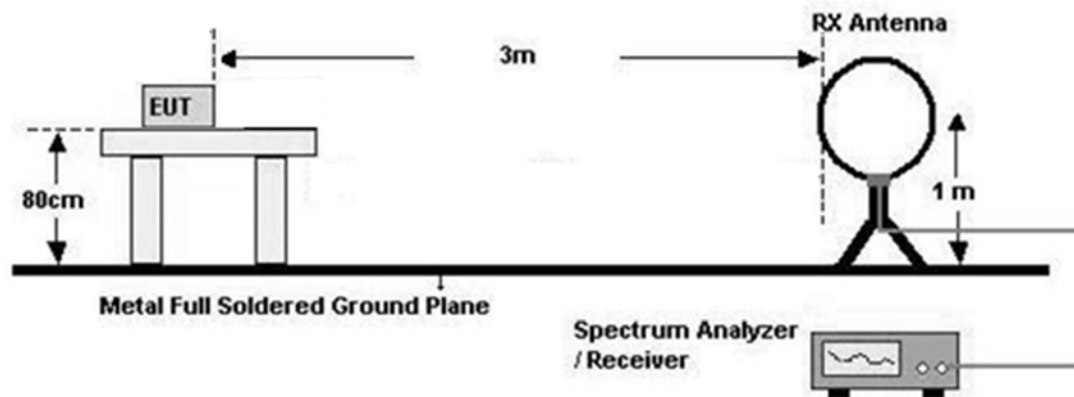 RX Antenna
3m
EUT
80cm
1 m
Metal Full Soldered Ground Plane
Spectrum Analyzer
/ Receiver